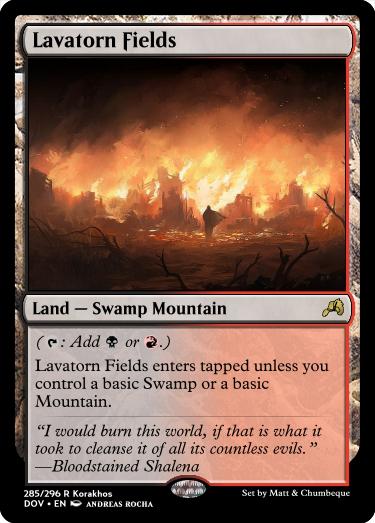 Lavatorn Fields
Land — Swamp Mountain
( : Add or .)
Lavatorn Fields enters tapped unless you
control a basic Swamp or a basic
Mountain.
“I would burn this world, if that is what it
took to cleanse it of all its countless evils.”
—Bloodstained Shalena
285/296 R Korakhos
DOV • EN ANDREAS ROCHA
Set by Matt & Chumbeque